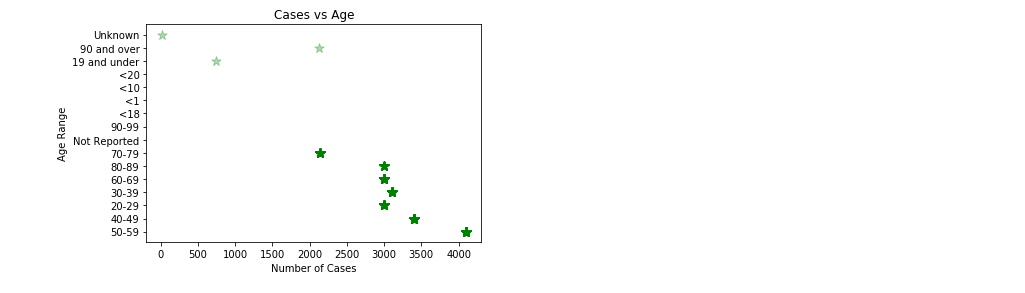 Cases vs Age
Age Range
Unknown
90 and over
19 and under
<20
<10
<1
<18
90-99
Not Reported
70-79
80-89
60-69
30-39
20-29
40-49
50-59
0 500 1000 1500 2000 2500 3000 3500 4000
Number of Cases